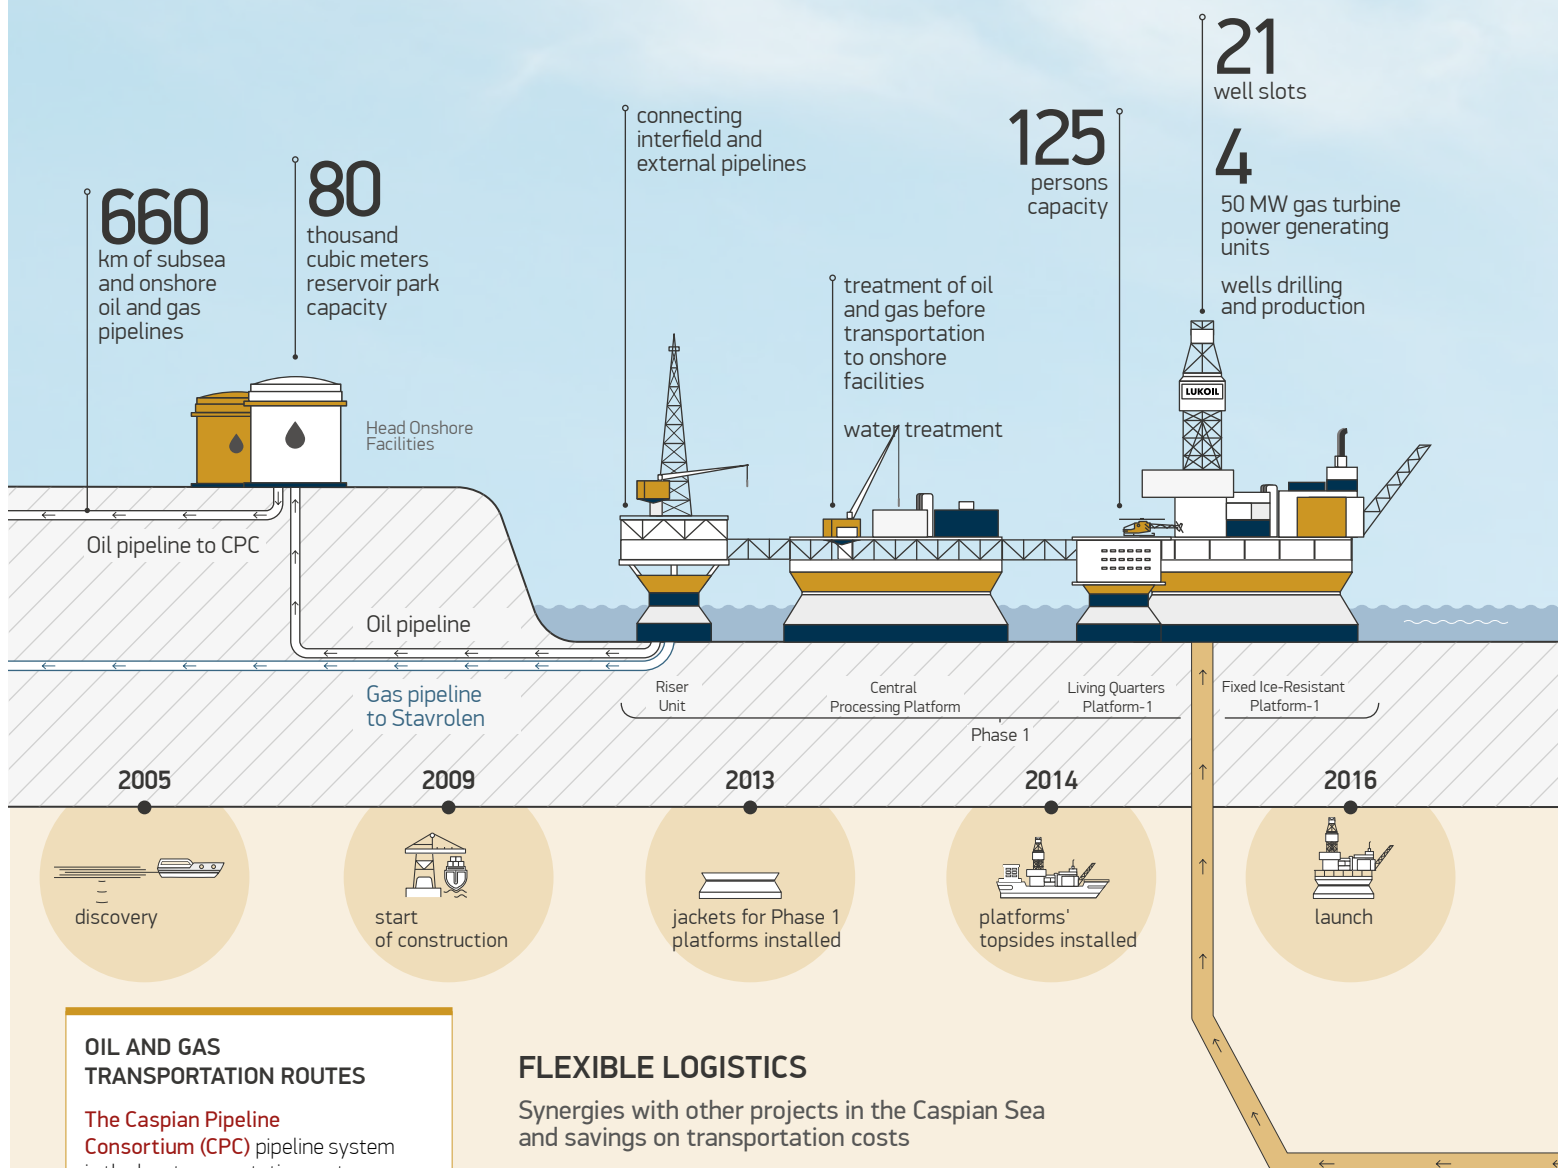 21
well slots
4
50 MW gas turbine
power generating
units
wells drilling
and production
125
persons
capacity
connecting
interfield and
external pipelines
80
thousand
cubic meters
reservoir park
capacity
660
km of subsea
and onshore
oil and gas
pipelines
treatment of oil
and gas before
transportation
to onshore
facilities
water treatment
LUKOIL
Head Onshore
Facilities
Oil pipeline to CPC
Oil pipeline
Gas pipeline
to Stavrolen
Riser
Unit
Central
Processing Platform
Living Quarters
Platform-1
Fixed Ice-Resistant
Platform-1
Phase 1
2005
2009
2013
2014
2016
discovery
start
of construction
jackets for Phase 1
platforms installed
platforms'
topsides installed
launch
OIL AND GAS
TRANSPORTATION ROUTES
The Caspian Pipeline
Consortium (CPC) pipeline system
FLEXIBLE LOGISTICS
Synergies with other projects in the Caspian Sea
and savings on transportation costs